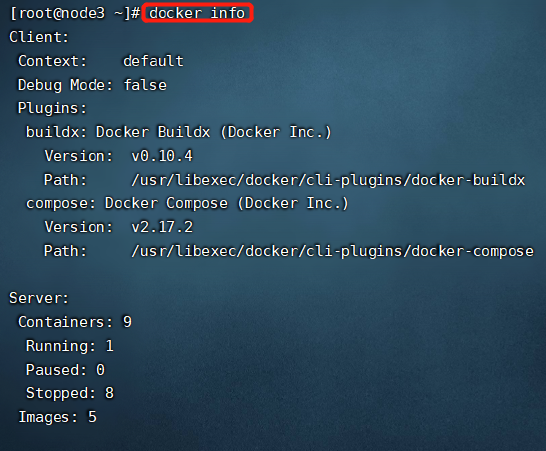 [root@node3 ~]# docker info
Client:
 Context:    default
 Debug Mode: false
 Plugins:
  buildx: Docker Buildx (Docker Inc.)
    Version:  v0.10.4
    Path:     /usr/libexec/docker/cli-plugins/docker-buildx
  compose: Docker Compose (Docker Inc.)
    Version:  v2.17.2
    Path:     /usr/libexec/docker/cli-plugins/docker-compose

Server:
 Containers: 9
  Running: 1
  Paused: 0
  Stopped: 8
 Images: 5